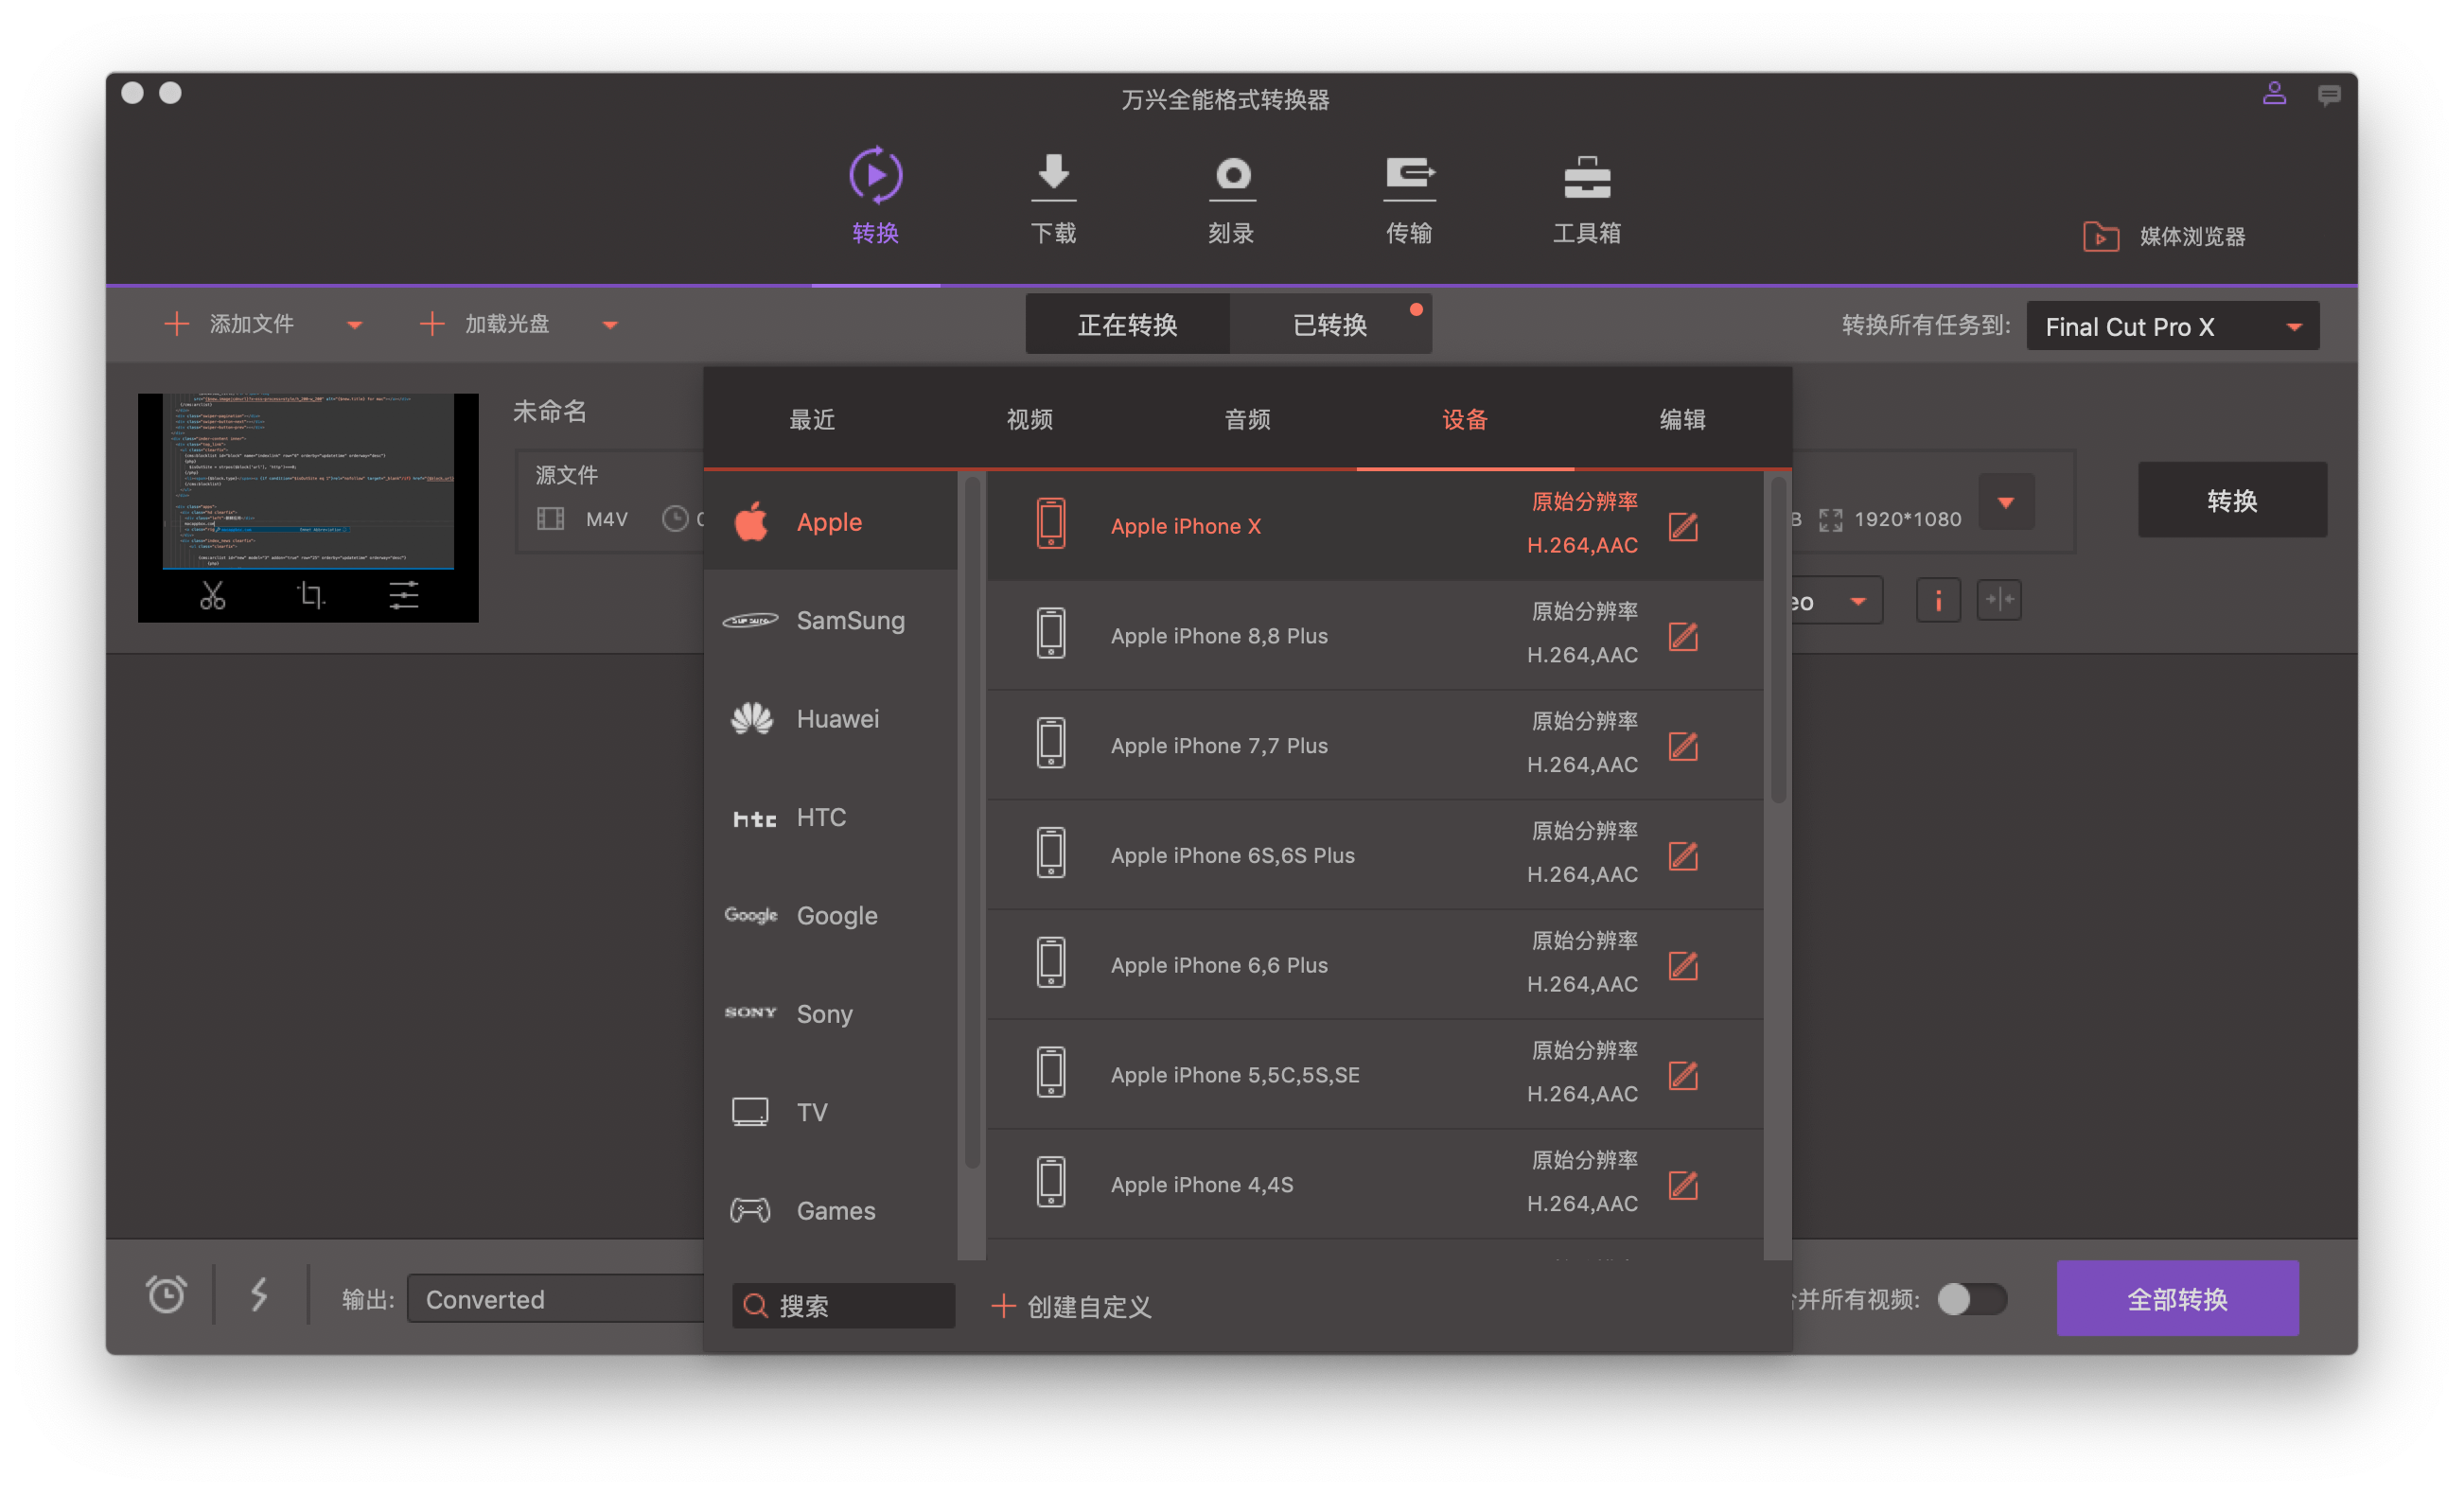 万兴全能格式转换器
转换
下载
刻录
传输
工具箱
媒体浏览器
添加文件
加载光盘
正在转换
已转换
转换所有任务到:
Final Cut Pro X
未命名
源文件
M4V
B
1920*1080
转换
eo
最近
视频
音频
设备
编辑
Apple
SamSung
Huawei
htc HTC
Google Google
SONY Sony
TV
Games
Apple iPhone X
原始分辨率
H.264,AAC
Apple iPhone 8,8 Plus
原始分辨率
H.264,AAC
Apple iPhone 7,7 Plus
原始分辨率
H.264,AAC
Apple iPhone 6S,6S Plus
原始分辨率
H.264,AAC
Apple iPhone 6,6 Plus
原始分辨率
H.264,AAC
Apple iPhone 5,5C,5S,SE
原始分辨率
H.264,AAC
Apple iPhone 4,4S
原始分辨率
H.264,AAC
搜索
创建自定义
输出:
Converted
并所有视频:
全部转换